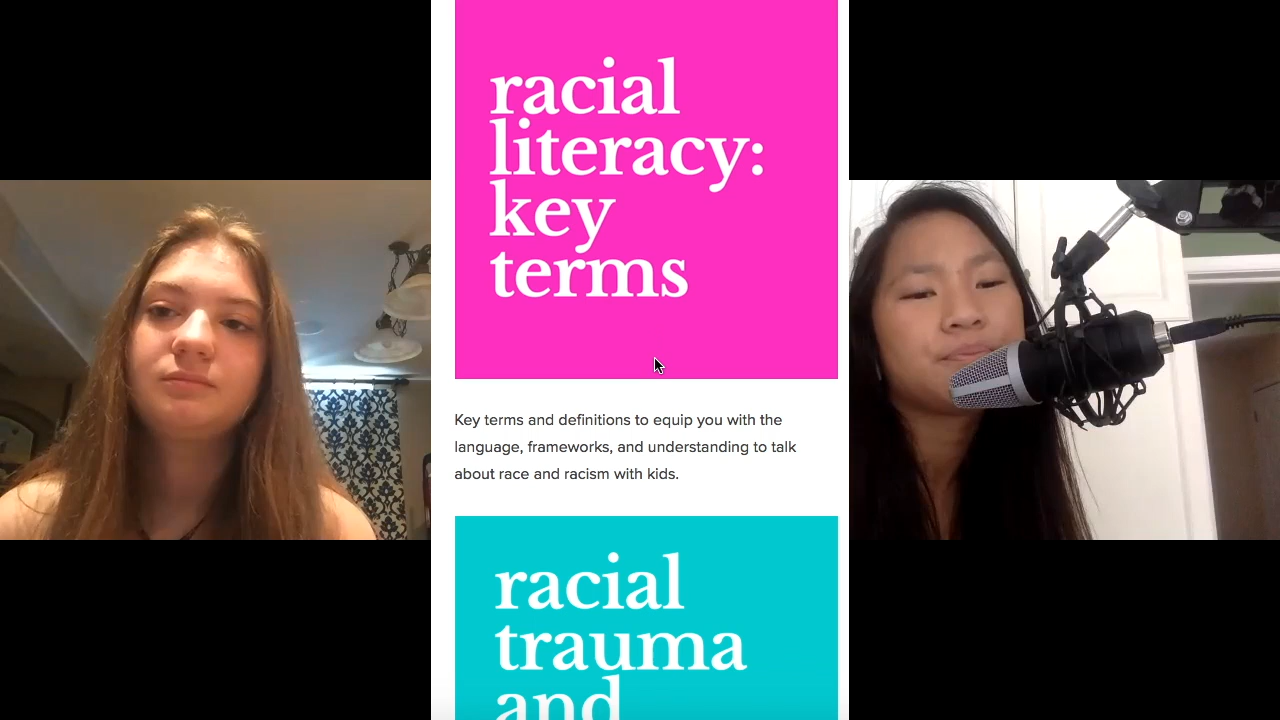 racial
literacy:
key
terms
Key terms and definitions to equip you with the
language, frameworks, and understanding to talk
about race and racism with kids.
racial
trauma
and